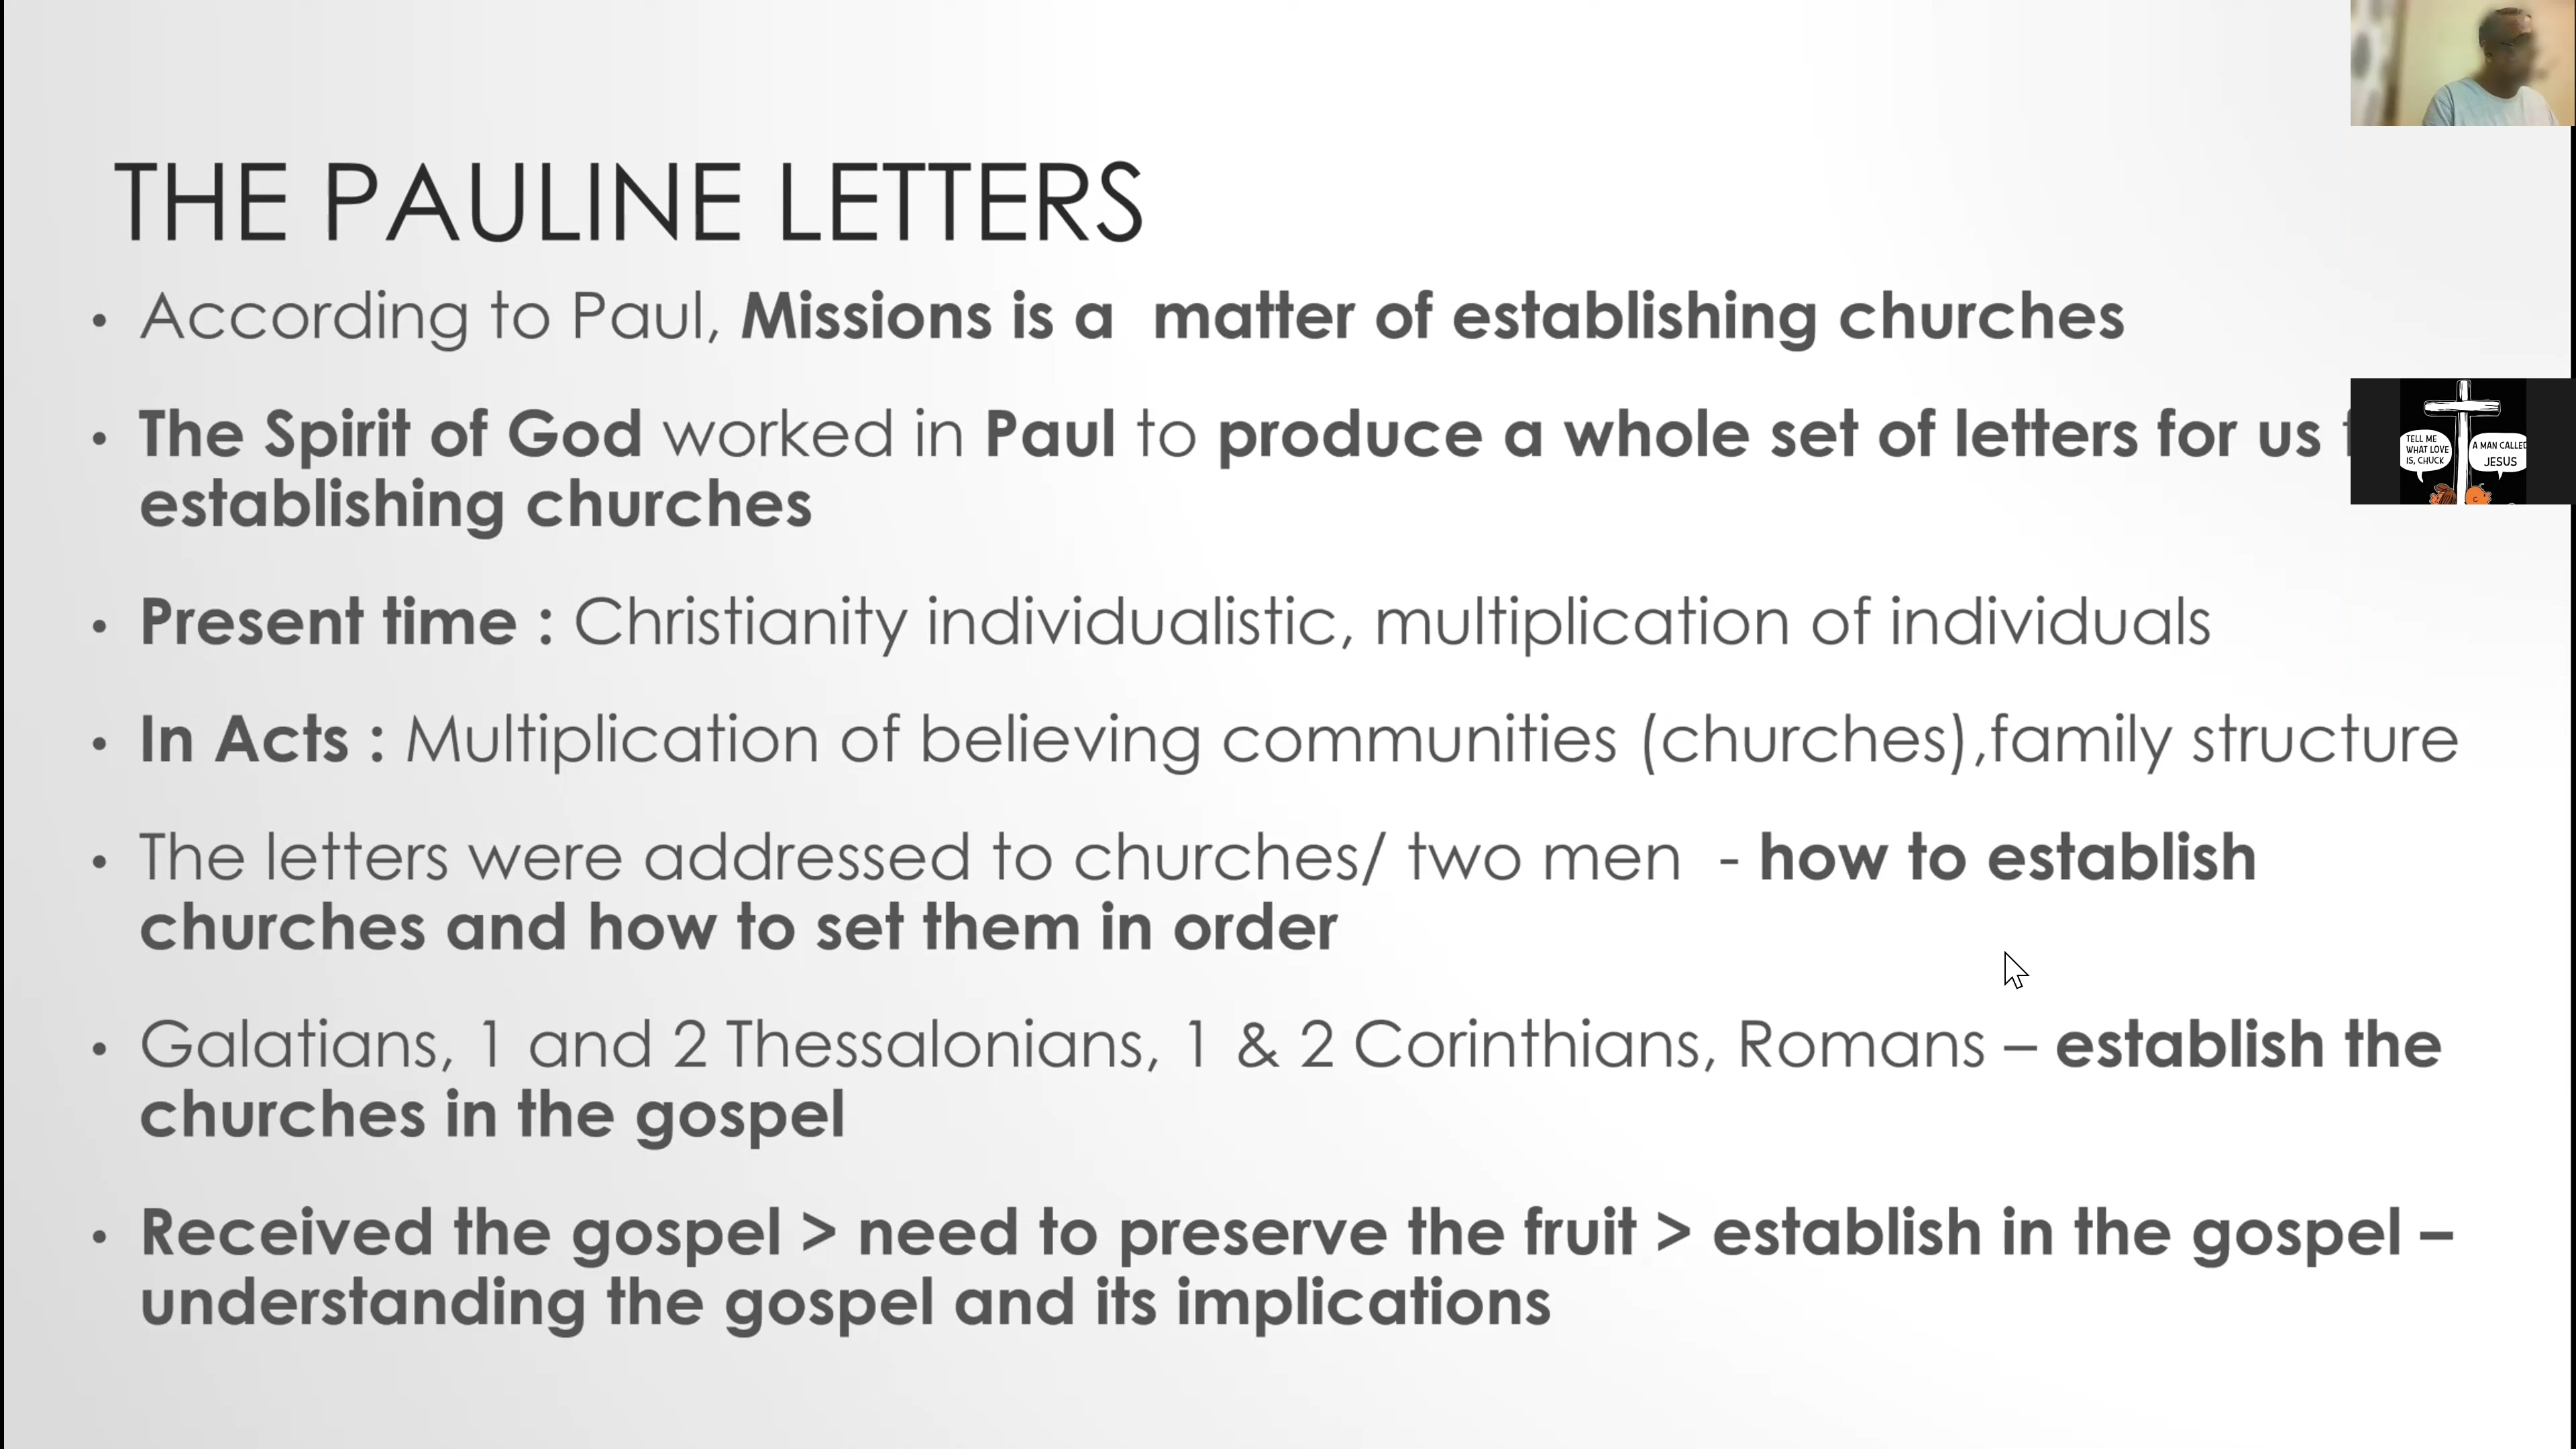 THE PAULINE LETTERS
• According to Paul, Missions is a  matter of establishing churches
• The Spirit of God worked in Paul to produce a whole set of letters for us
establishing churches
• Present time : Christianity individualistic, multiplication of individuals
• In Acts : Multiplication of believing communities (churches),family structure
• The letters were addressed to churches/ two men  - how to establish
churches and how to set them in order
• Galatians, 1 and 2 Thessalonians, 1 & 2 Corinthians, Romans – establish the
churches in the gospel
• Received the gospel > need to preserve the fruit > establish in the gospel –
understanding the gospel and its implications
TELL ME
WHAT LOVE
IS, CHUCK
A MAN CALLED
JESUS